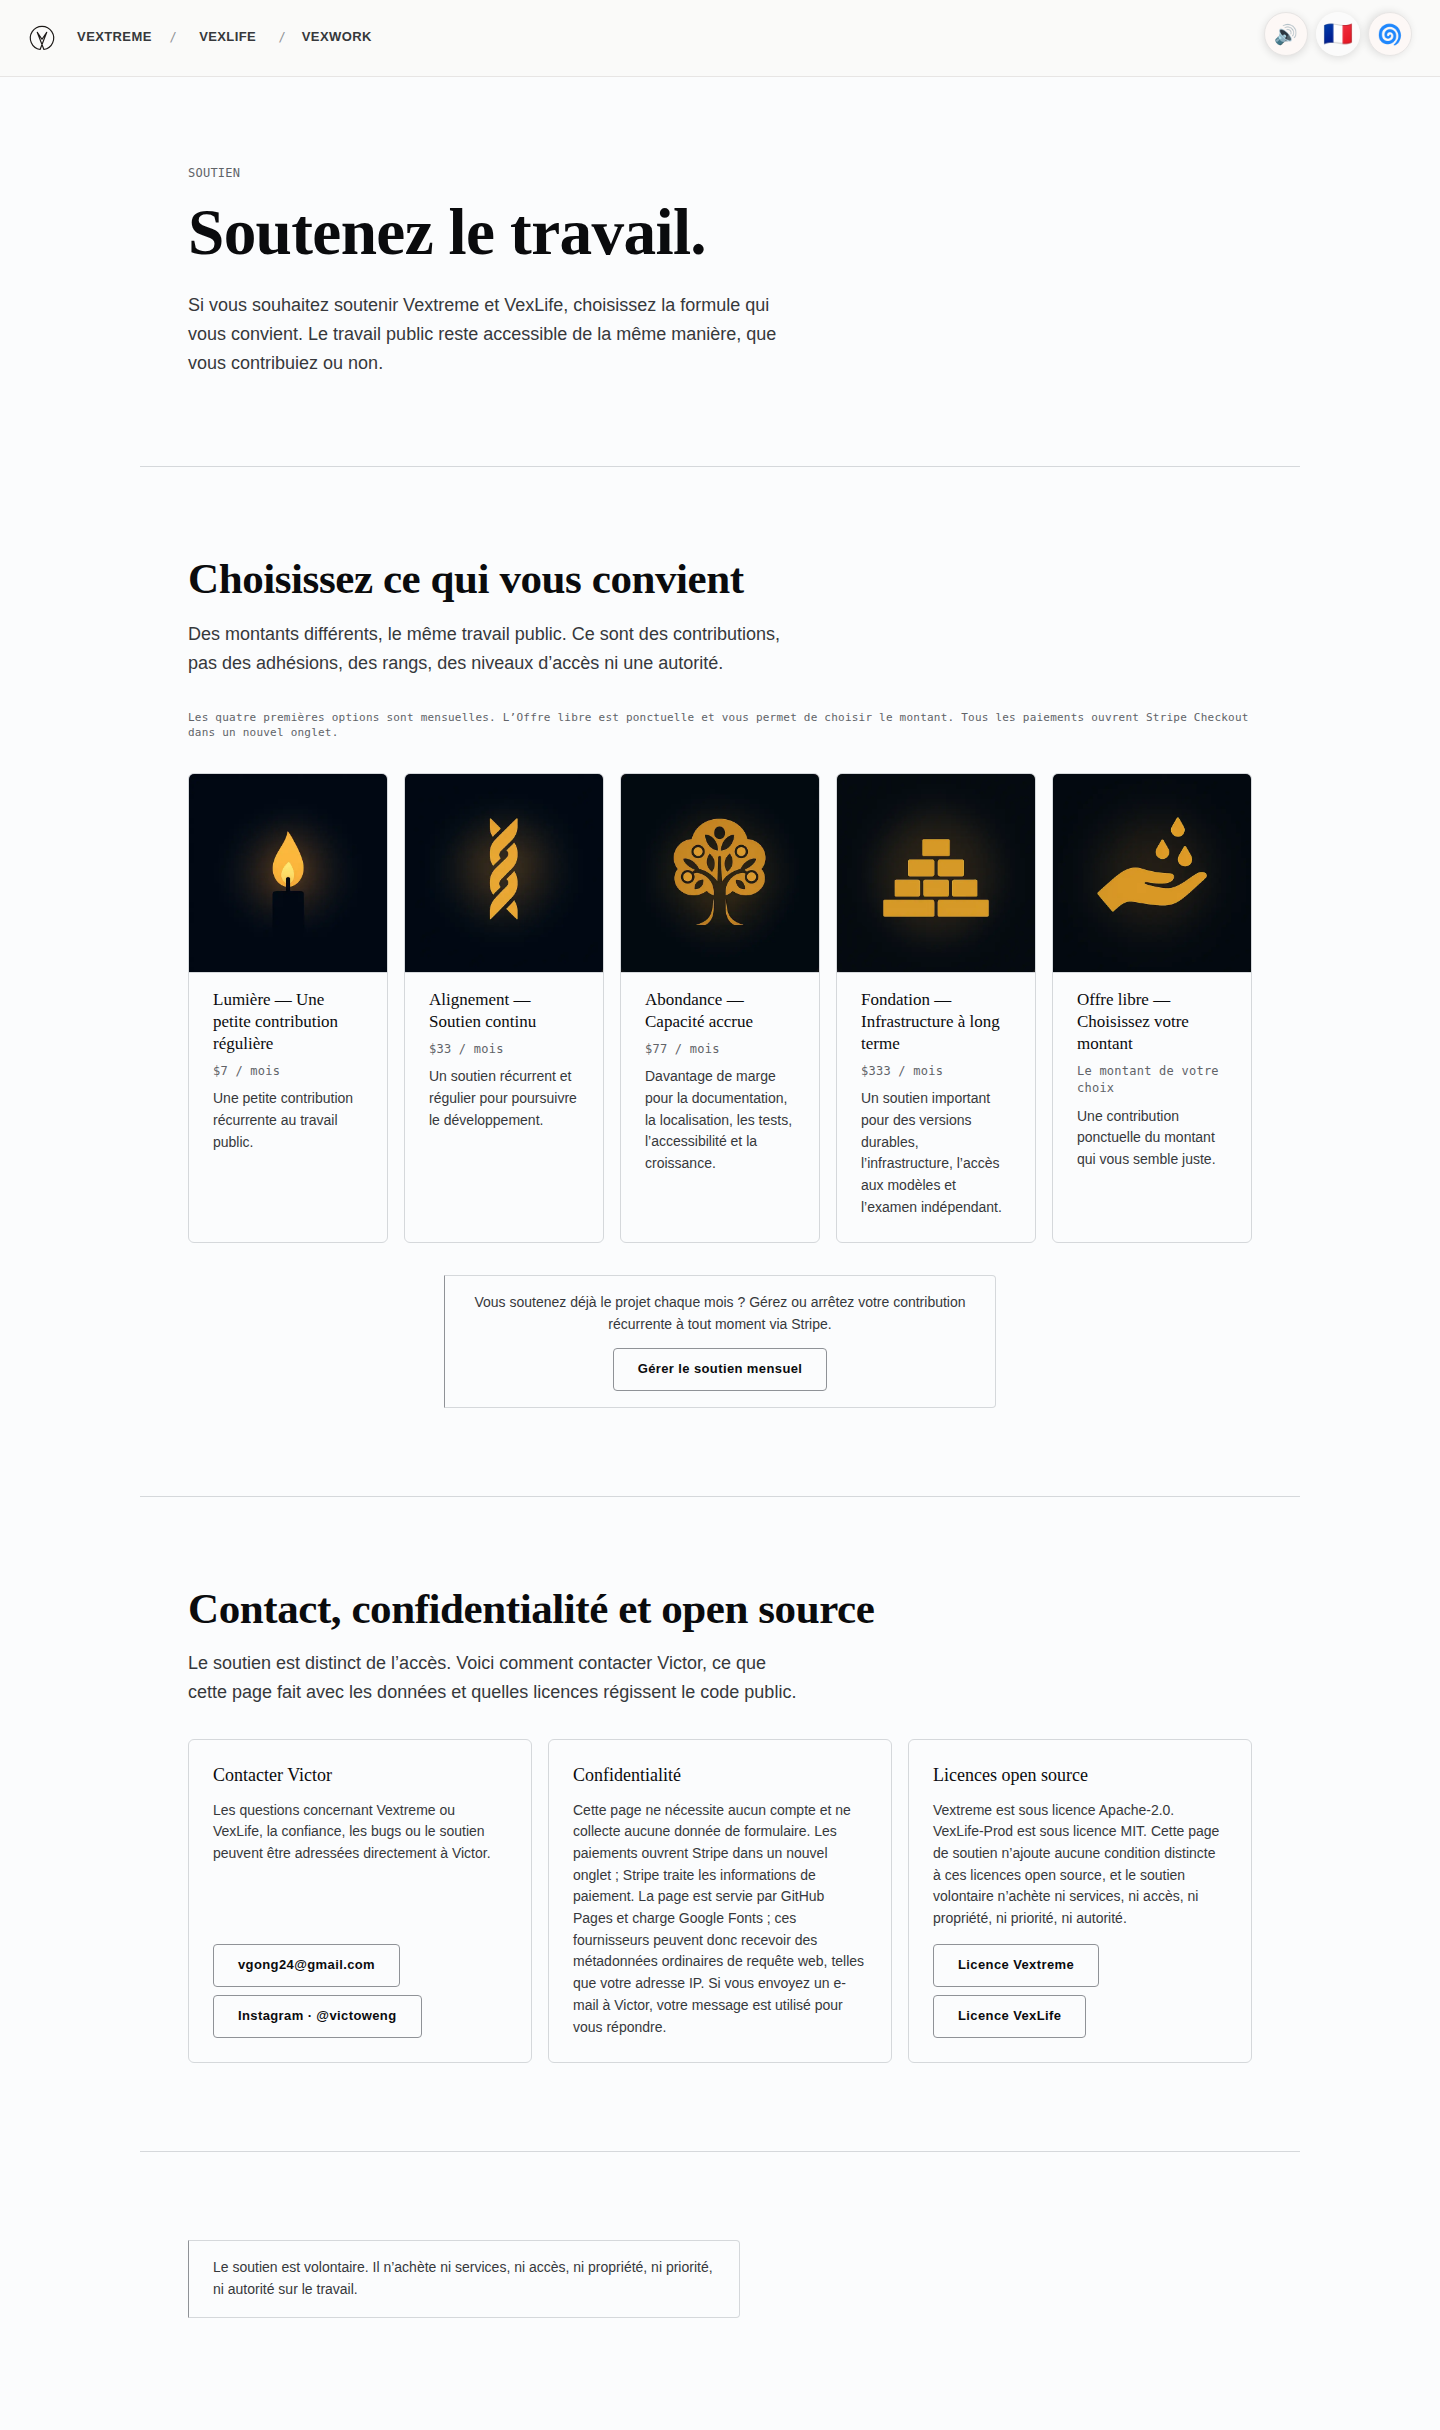 VEXTREME / VEXLIFE / VEXWORK
SOUTIEN
Soutenez le travail.
Si vous souhaitez soutenir Vextreme et VexLife, choisissez la formule qui
vous convient. Le travail public reste accessible de la même manière, que
vous contribuiez ou non.
Choisissez ce qui vous convient
Des montants différents, le même travail public. Ce sont des contributions,
pas des adhésions, des rangs, des niveaux d’accès ni une autorité.
Les quatre premières options sont mensuelles. L’Offre libre est ponctuelle et vous permet de choisir le montant. Tous les paiements ouvrent Stripe Checkout
dans un nouvel onglet.
Lumière — Une
petite contribution
régulière
$7 / mois
Une petite contribution
récurrente au travail
public.
Alignement —
Soutien continu
$33 / mois
Un soutien récurrent et
régulier pour poursuivre
le développement.
Abondance —
Capacité accrue
$77 / mois
Davantage de marge
pour la documentation,
la localisation, les tests,
l’accessibilité et la
croissance.
Fondation —
Infrastructure à long
terme
$333 / mois
Un soutien important
pour des versions
durables,
l’infrastructure, l’accès
aux modèles et
l’examen indépendant.
Offre libre —
Choisissez votre
montant
Le montant de votre
choix
Une contribution
ponctuelle du montant
qui vous semble juste.
Vous soutenez déjà le projet chaque mois ? Gérez ou arrêtez votre contribution
récurrente à tout moment via Stripe.
Gérer le soutien mensuel
Contact, confidentialité et open source
Le soutien est distinct de l’accès. Voici comment contacter Victor, ce que
cette page fait avec les données et quelles licences régissent le code public.
Contacter Victor
Les questions concernant Vextreme ou
VexLife, la confiance, les bugs ou le soutien
peuvent être adressées directement à Victor.
vgong24@gmail.com
Instagram · @victoweng
Confidentialité
Cette page ne nécessite aucun compte et ne
collecte aucune donnée de formulaire. Les
paiements ouvrent Stripe dans un nouvel
onglet ; Stripe traite les informations de
paiement. La page est servie par GitHub
Pages et charge Google Fonts ; ces
fournisseurs peuvent donc recevoir des
métadonnées ordinaires de requête web, telles
que votre adresse IP. Si vous envoyez un e-
mail à Victor, votre message est utilisé pour
vous répondre.
Licences open source
Vextreme est sous licence Apache-2.0.
VexLife-Prod est sous licence MIT. Cette page
de soutien n’ajoute aucune condition distincte
à ces licences open source, et le soutien
volontaire n’achète ni services, ni accès, ni
propriété, ni priorité, ni autorité.
Licence Vextreme
Licence VexLife
Le soutien est volontaire. Il n’achète ni services, ni accès, ni propriété, ni priorité,
ni autorité sur le travail.